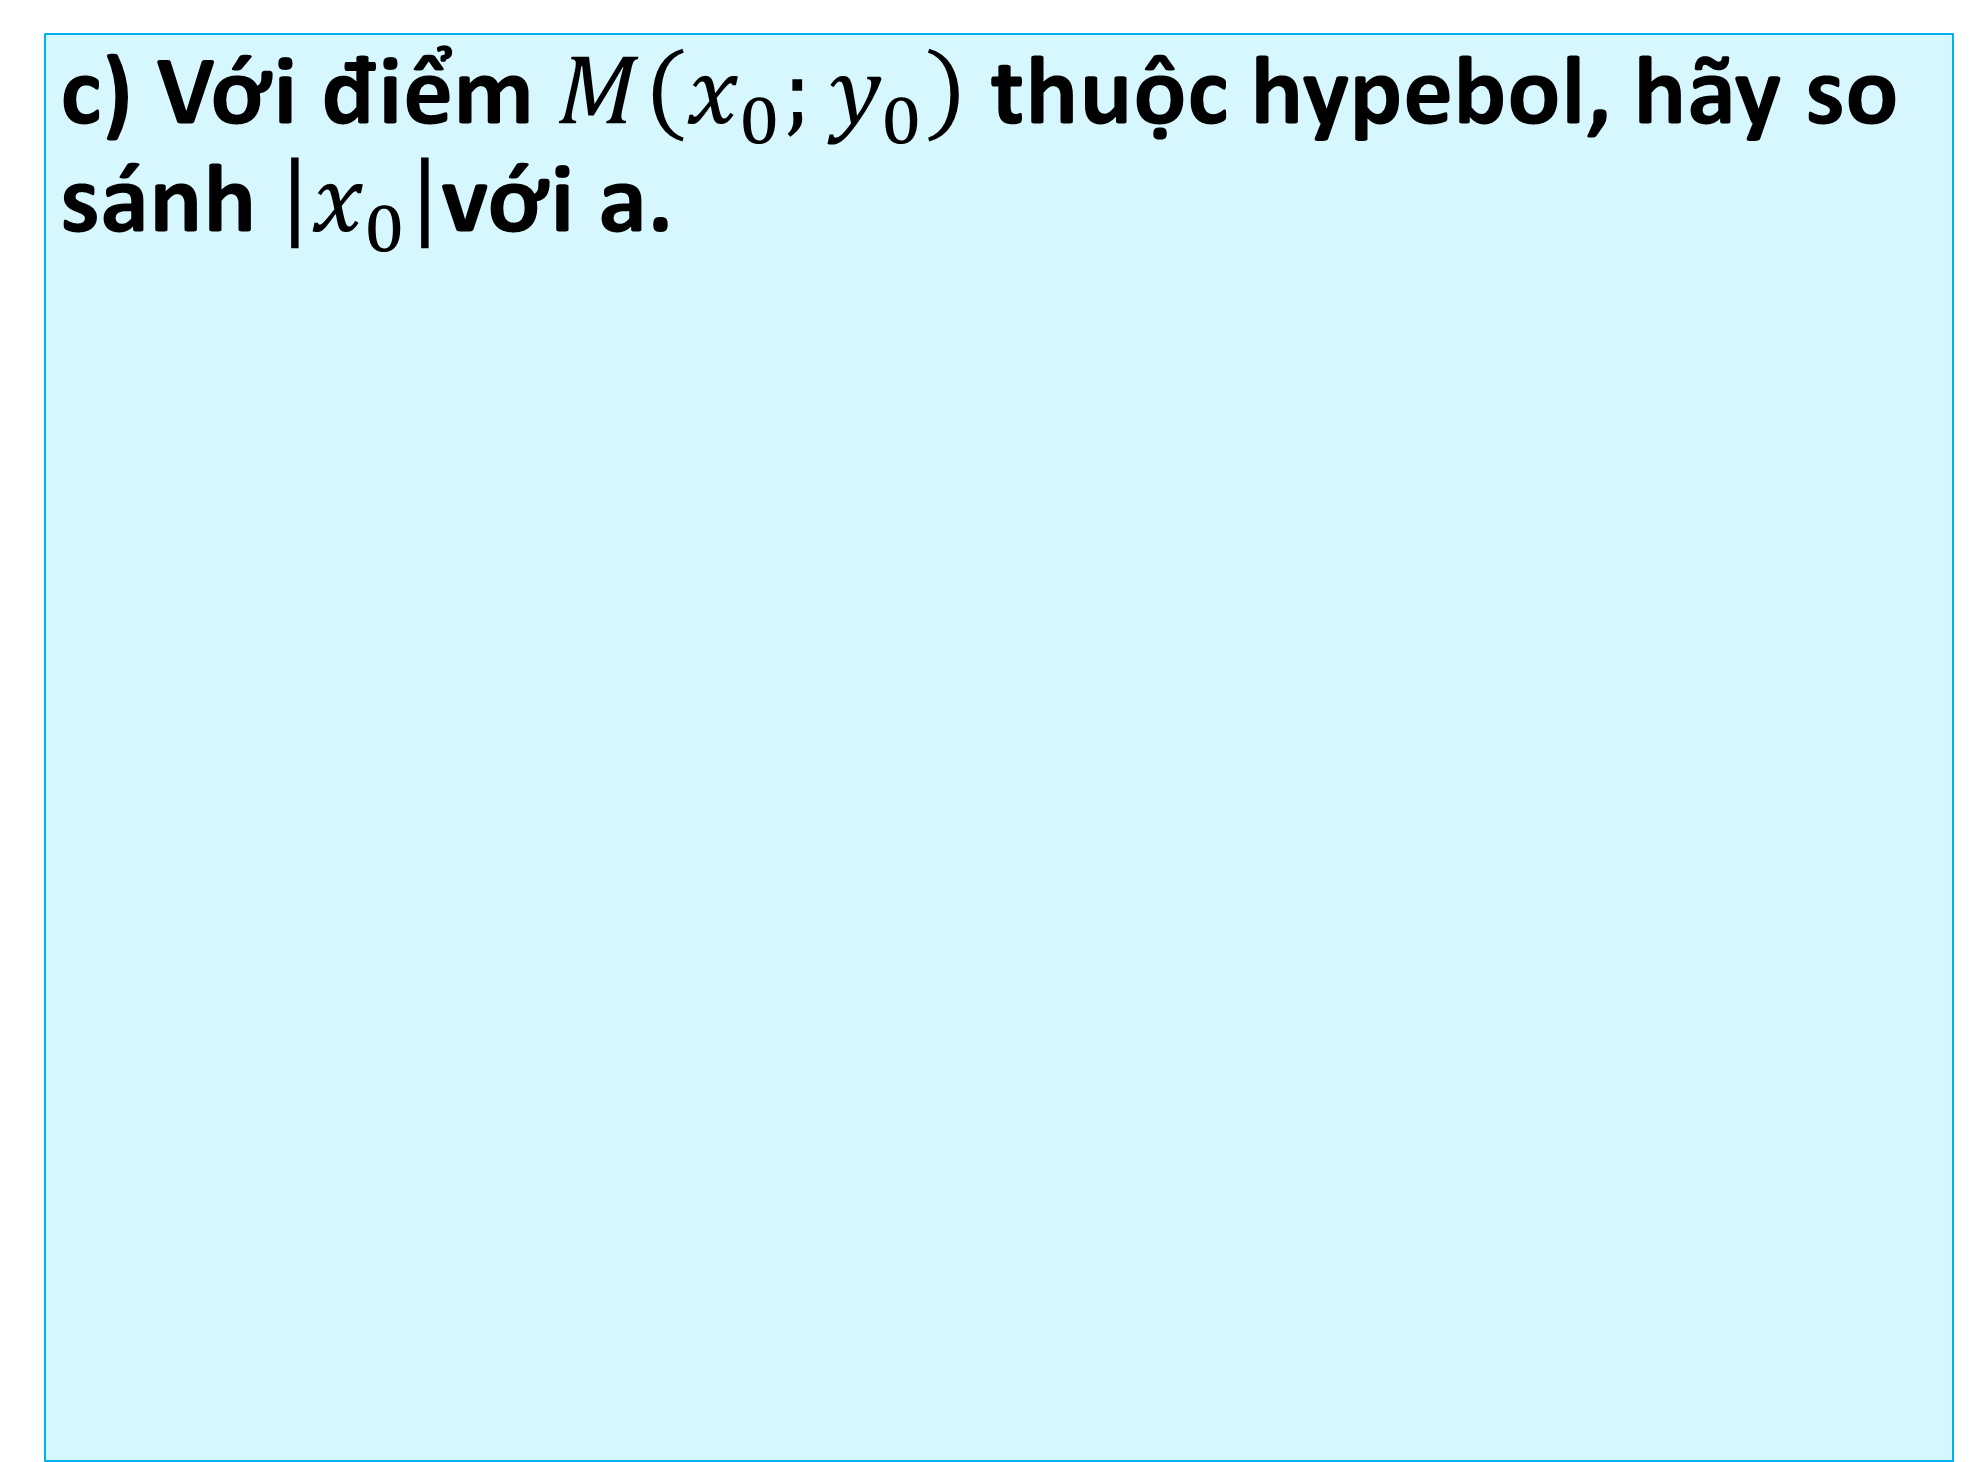 c) Với điểm 𝑀(𝑥₀; 𝑦₀) thuộc hypebol, hãy so
sánh |𝑥₀|với a.